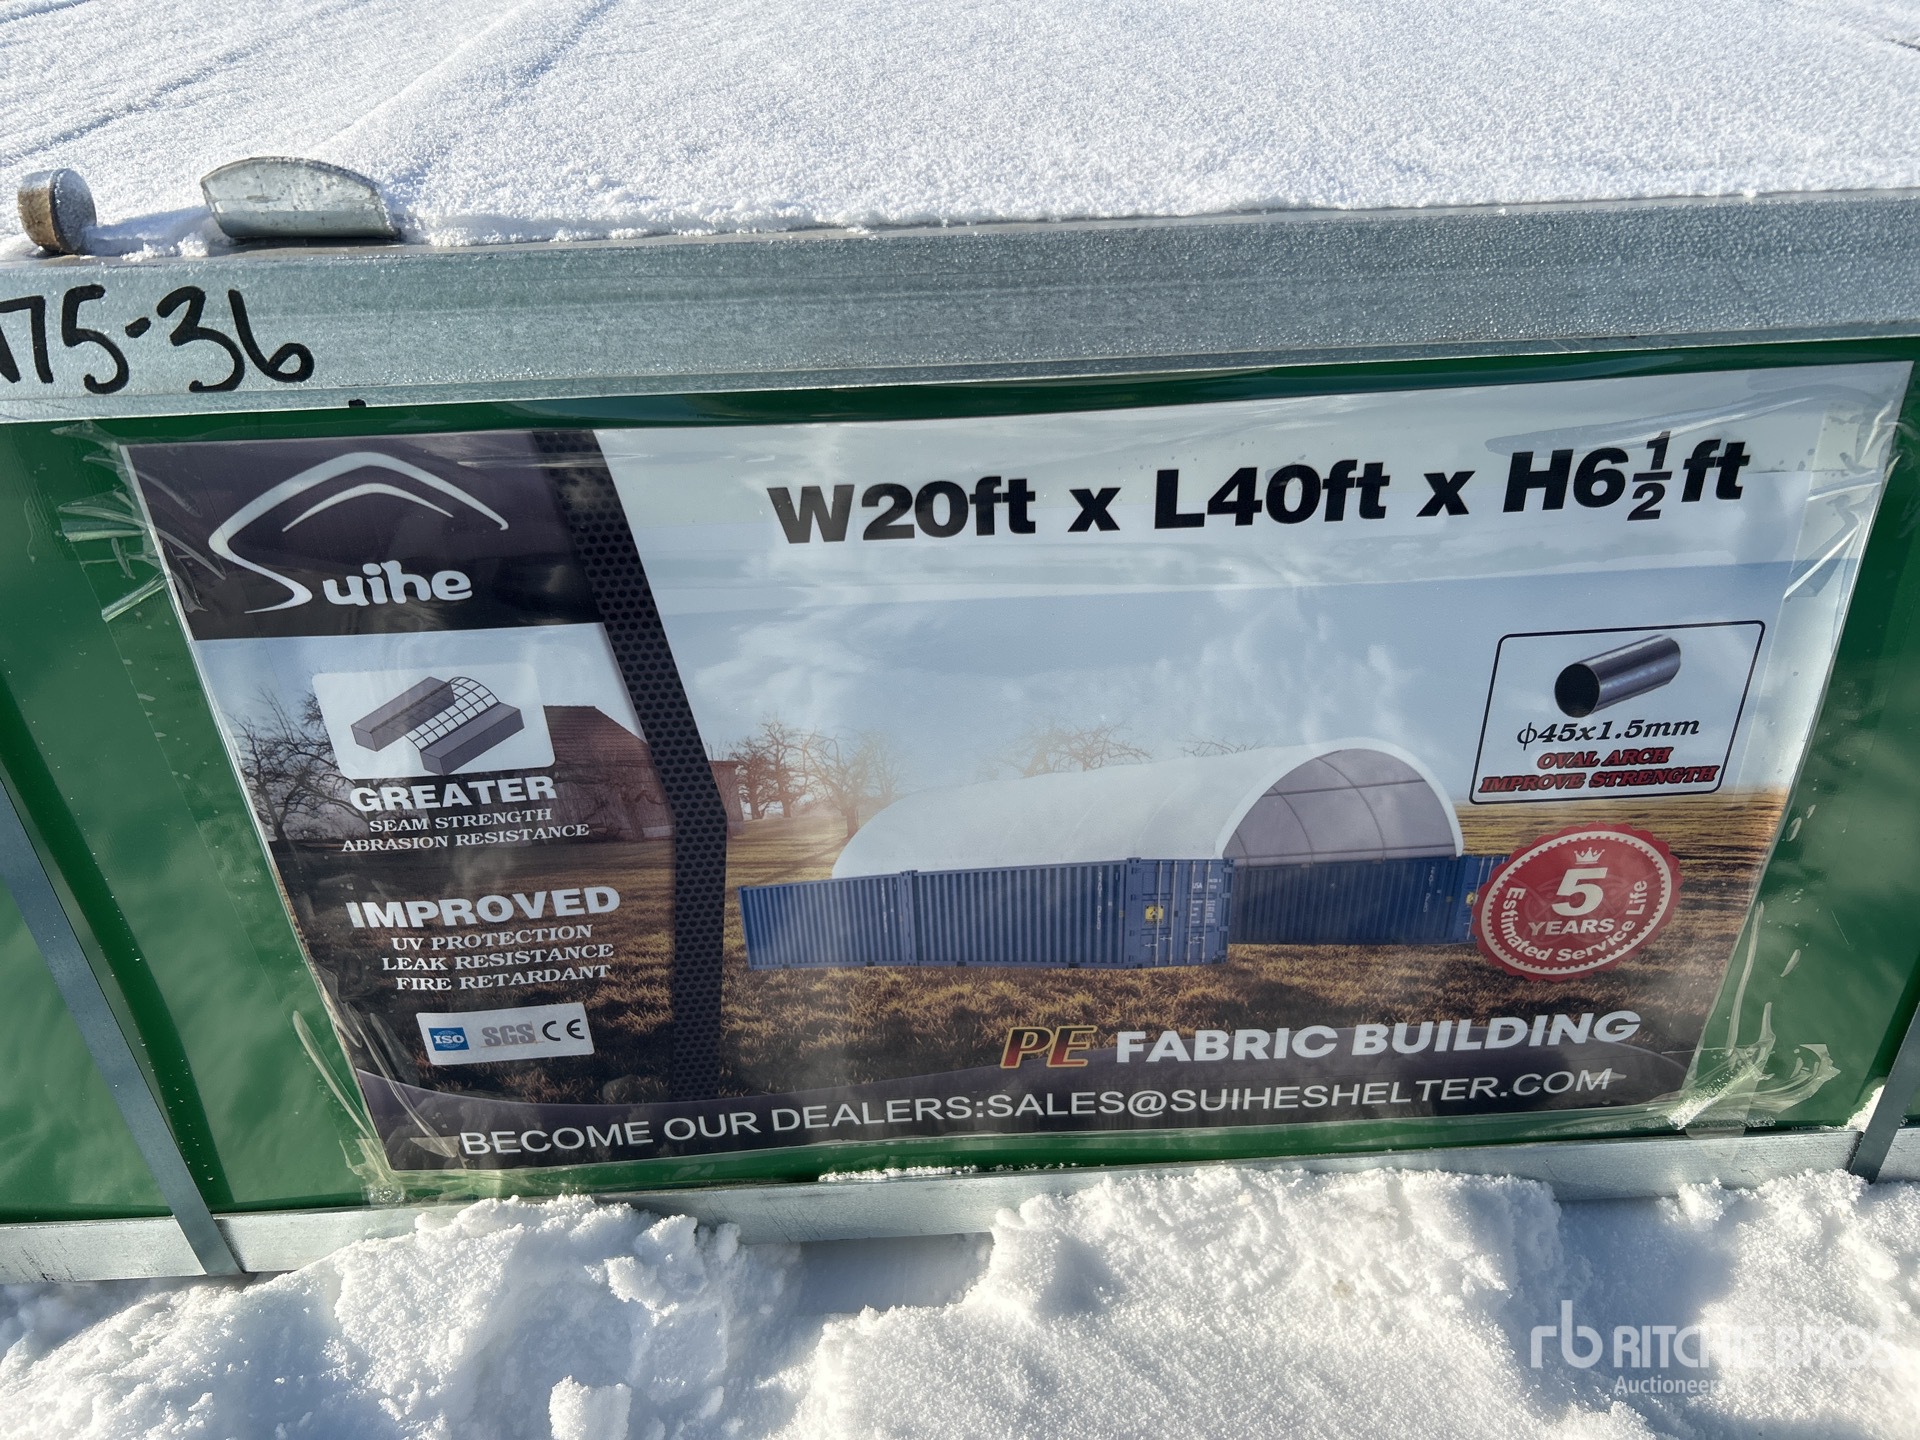 175-36
Suihe
W20ft x L40ft x H6½ft
GREATER
SEAM STRENGTH
ABRASION RESISTANCE
IMPROVED
UV PROTECTION
LEAK RESISTANCE
FIRE RETARDANT
ISO SGS CE
ϕ45x1.5mm
OVAL ARCH
IMPROVE STRENGTH
5
YEARS
Estimated Service Life
PE FABRIC BUILDING
BECOME OUR DEALERS:SALES@SUIHESHELTER.COM
rb RITCHIE BROS
Auctioneers